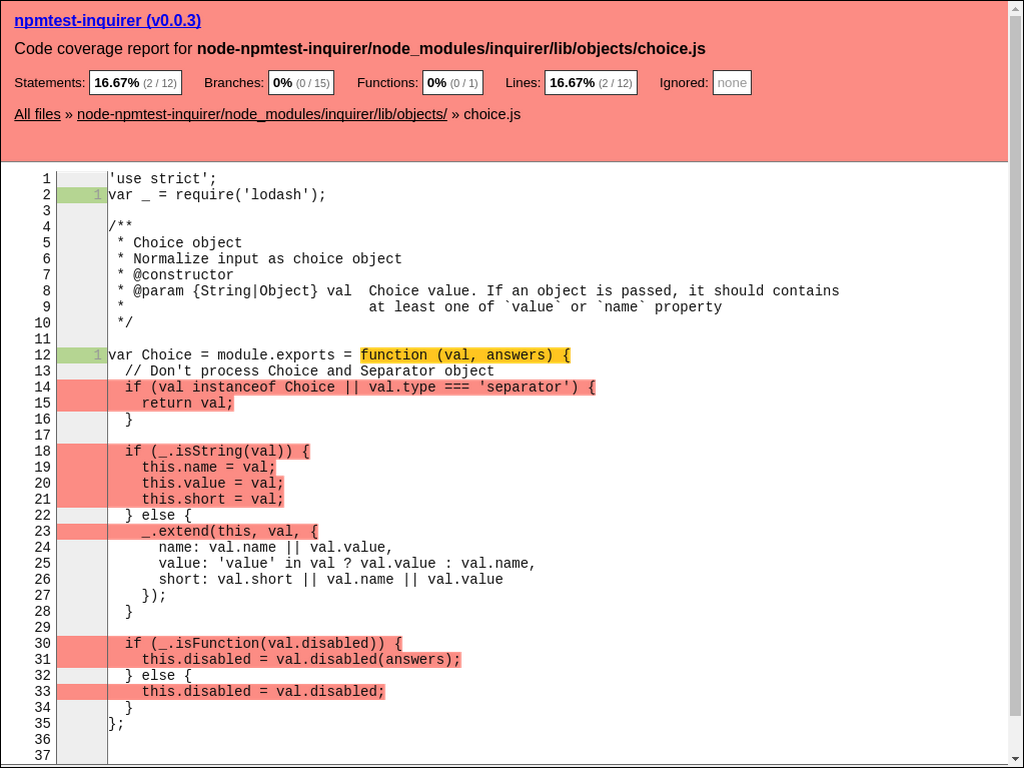 npmtest-inquirer (v0.0.3)
Code coverage report for node-npmtest-inquirer/node_modules/inquirer/lib/objects/choice.js
Statements: 16.67% (2 / 12) Branches: 0% (0 / 15) Functions: 0% (0 / 1) Lines: 16.67% (2 / 12) Ignored: none
All files » node-npmtest-inquirer/node_modules/inquirer/lib/objects/ » choice.js
1 'use strict';
2 1 var _ = require('lodash');
3
4 /**
5 * Choice object
6 * Normalize input as choice object
7 * @constructor
8 * @param {String|Object} val  Choice value. If an object is passed, it should contains
9 *                             at least one of `value` or `name` property
10 */
11
12 1 var Choice = module.exports = function (val, answers) {
13   // Don't process Choice and Separator object
14   if (val instanceof Choice || val.type === 'separator') {
15     return val;
16   }
17
18   if (_.isString(val)) {
19     this.name = val;
20     this.value = val;
21     this.short = val;
22   } else {
23     _.extend(this, val, {
24       name: val.name || val.value,
25       value: 'value' in val ? val.value : val.name,
26       short: val.short || val.name || val.value
27     });
28   }
29
30   if (_.isFunction(val.disabled)) {
31     this.disabled = val.disabled(answers);
32   } else {
33     this.disabled = val.disabled;
34   }
35 };
36
37